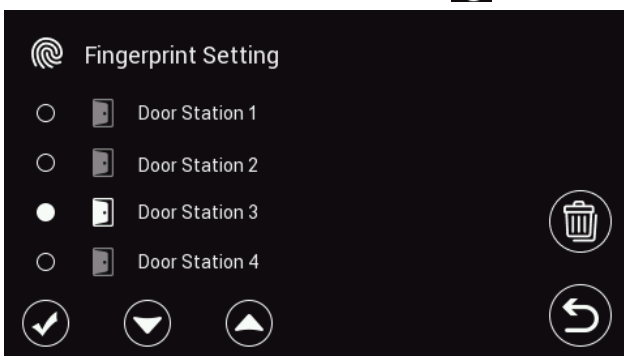 Fingerprint Setting
Door Station 1
Door Station 2
Door Station 3
Door Station 4